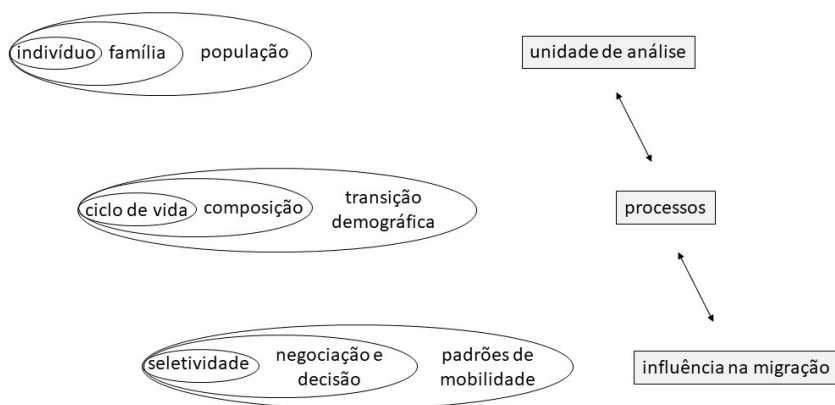 indivíduo família população unidade de análise
ciclo de vida composição transição
demográfica processos
seletividade negociação e
decisão padrões de
mobilidade influência na migração